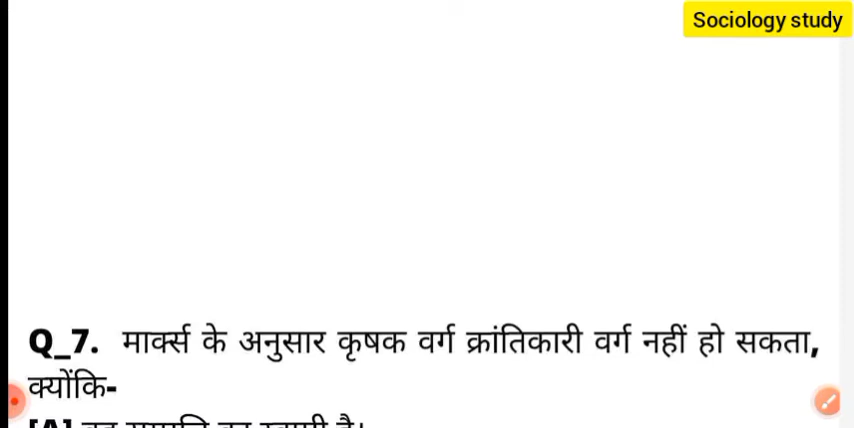 Sociology study
Q_7. मार्क्स के अनुसार कृषक वर्ग क्रांतिकारी वर्ग नहीं हो सकता,
क्योंकि-